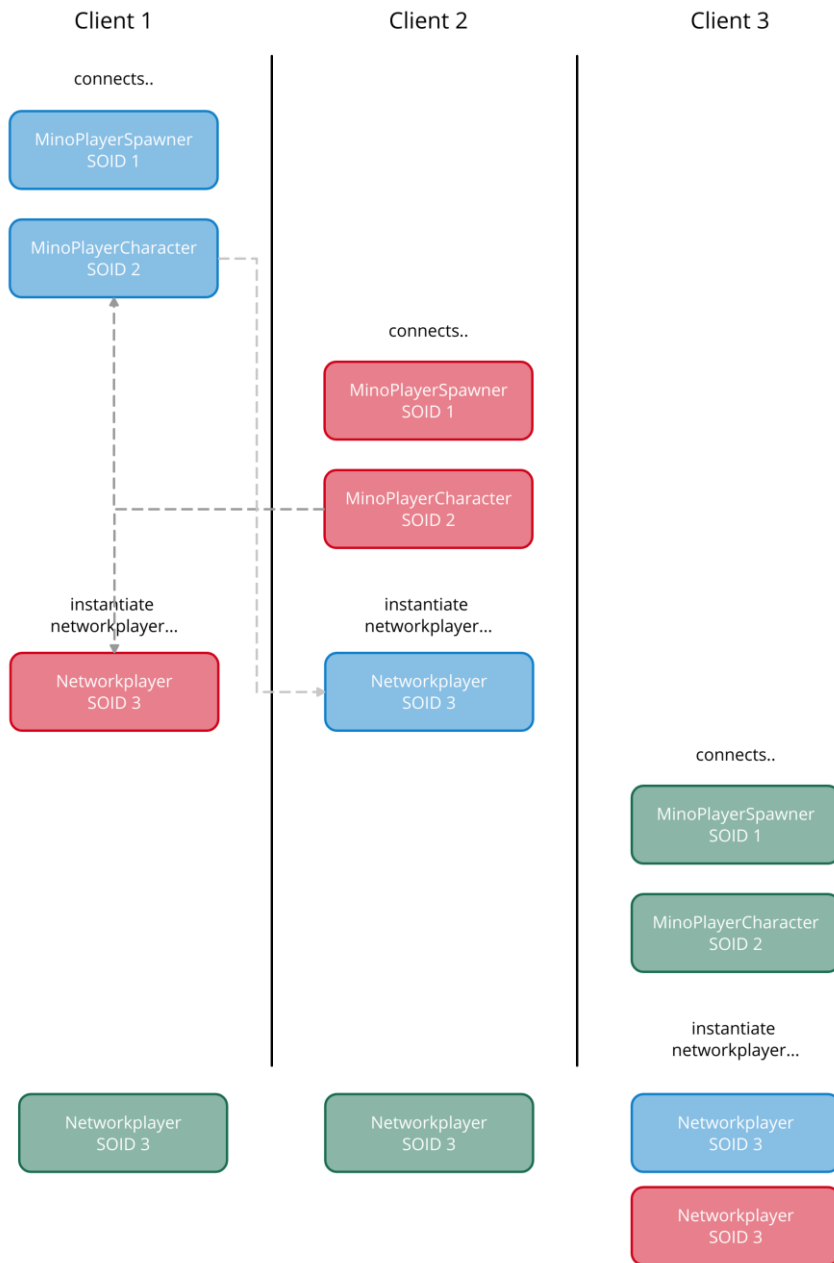 Client 1
Client 2
Client 3
connects..
MinoPlayerSpawner
SOID 1
MinoPlayerCharacter
SOID 2
connects..
MinoPlayerSpawner
SOID 1
MinoPlayerCharacter
SOID 2
instantiate
networkplayer...
instantiate
networkplayer...
Networkplayer
SOID 3
Networkplayer
SOID 3
connects..
MinoPlayerSpawner
SOID 1
MinoPlayerCharacter
SOID 2
instantiate
networkplayer...
Networkplayer
SOID 3
Networkplayer
SOID 3
Networkplayer
SOID 3
Networkplayer
SOID 3